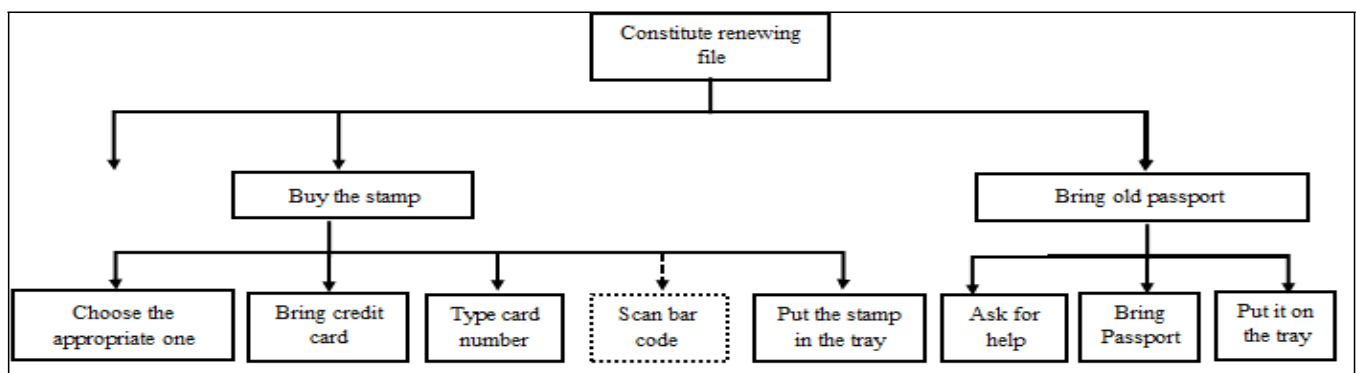 Constitute renewing
file
Buy the stamp
Bring old passport
Choose the
appropriate one
Bring credit
card
Type card
number
Scan bar
code
Put the stamp
in the tray
Ask for
help
Bring
Passport
Put it on
the tray